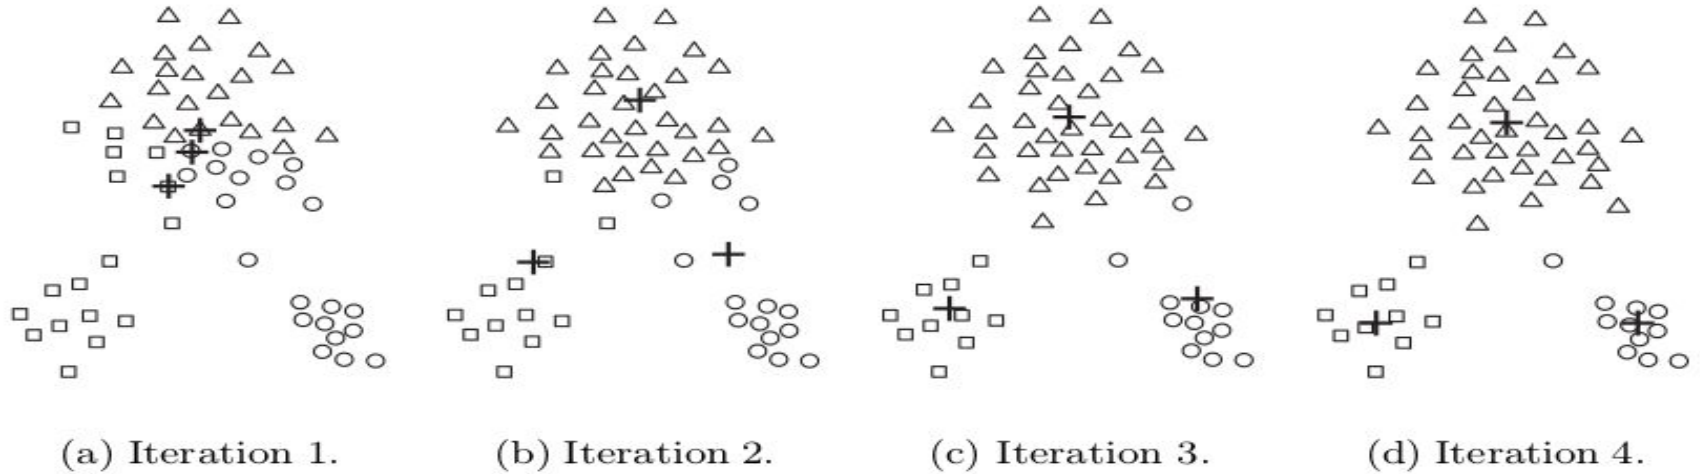 (a) Iteration 1.
(b) Iteration 2.
(c) Iteration 3.
(d) Iteration 4.